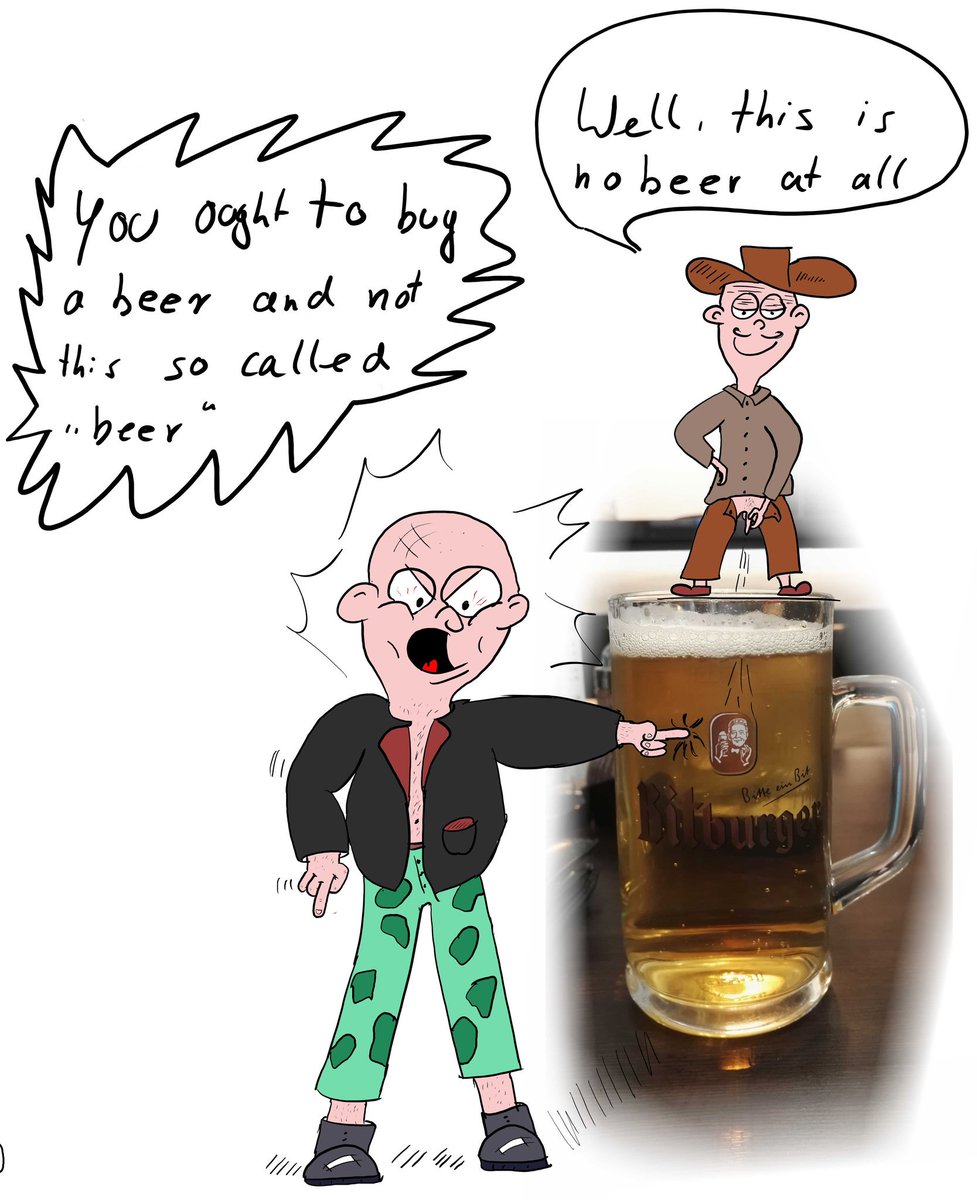 You ought to buy
a beer and not
this so called
„beer“
Well, this is
no beer at all
Bitte ein Bit
Bitburger